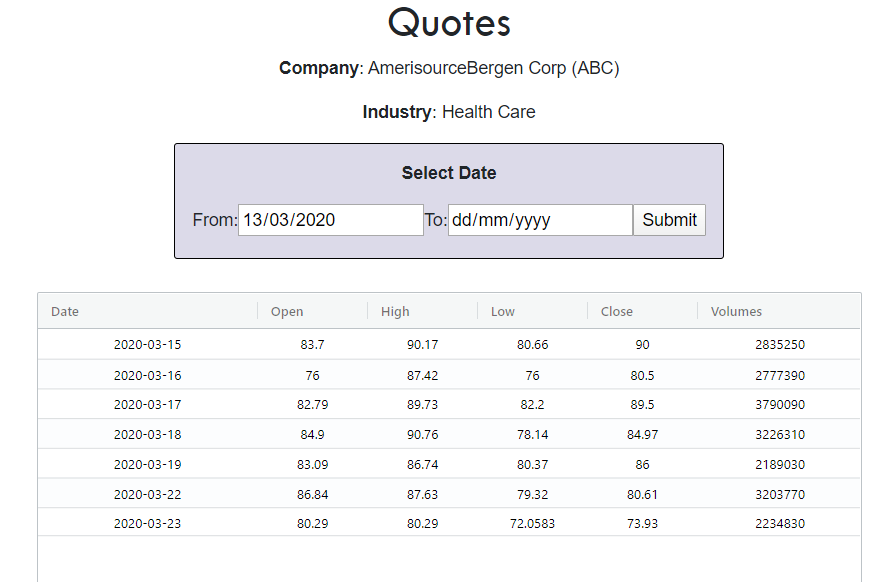 Quotes
Company: AmerisourceBergen Corp (ABC)
Industry: Health Care
Select Date
From: 13/03/2020 To: dd/mm/yyyy Submit
Date Open High Low Close Volumes
2020-03-15 83.7 90.17 80.66 90 2835250
2020-03-16 76 87.42 76 80.5 2777390
2020-03-17 82.79 89.73 82.2 89.5 3790090
2020-03-18 84.9 90.76 78.14 84.97 3226310
2020-03-19 83.09 86.74 80.37 86 2189030
2020-03-22 86.84 87.63 79.32 80.61 3203770
2020-03-23 80.29 80.29 72.0583 73.93 2234830